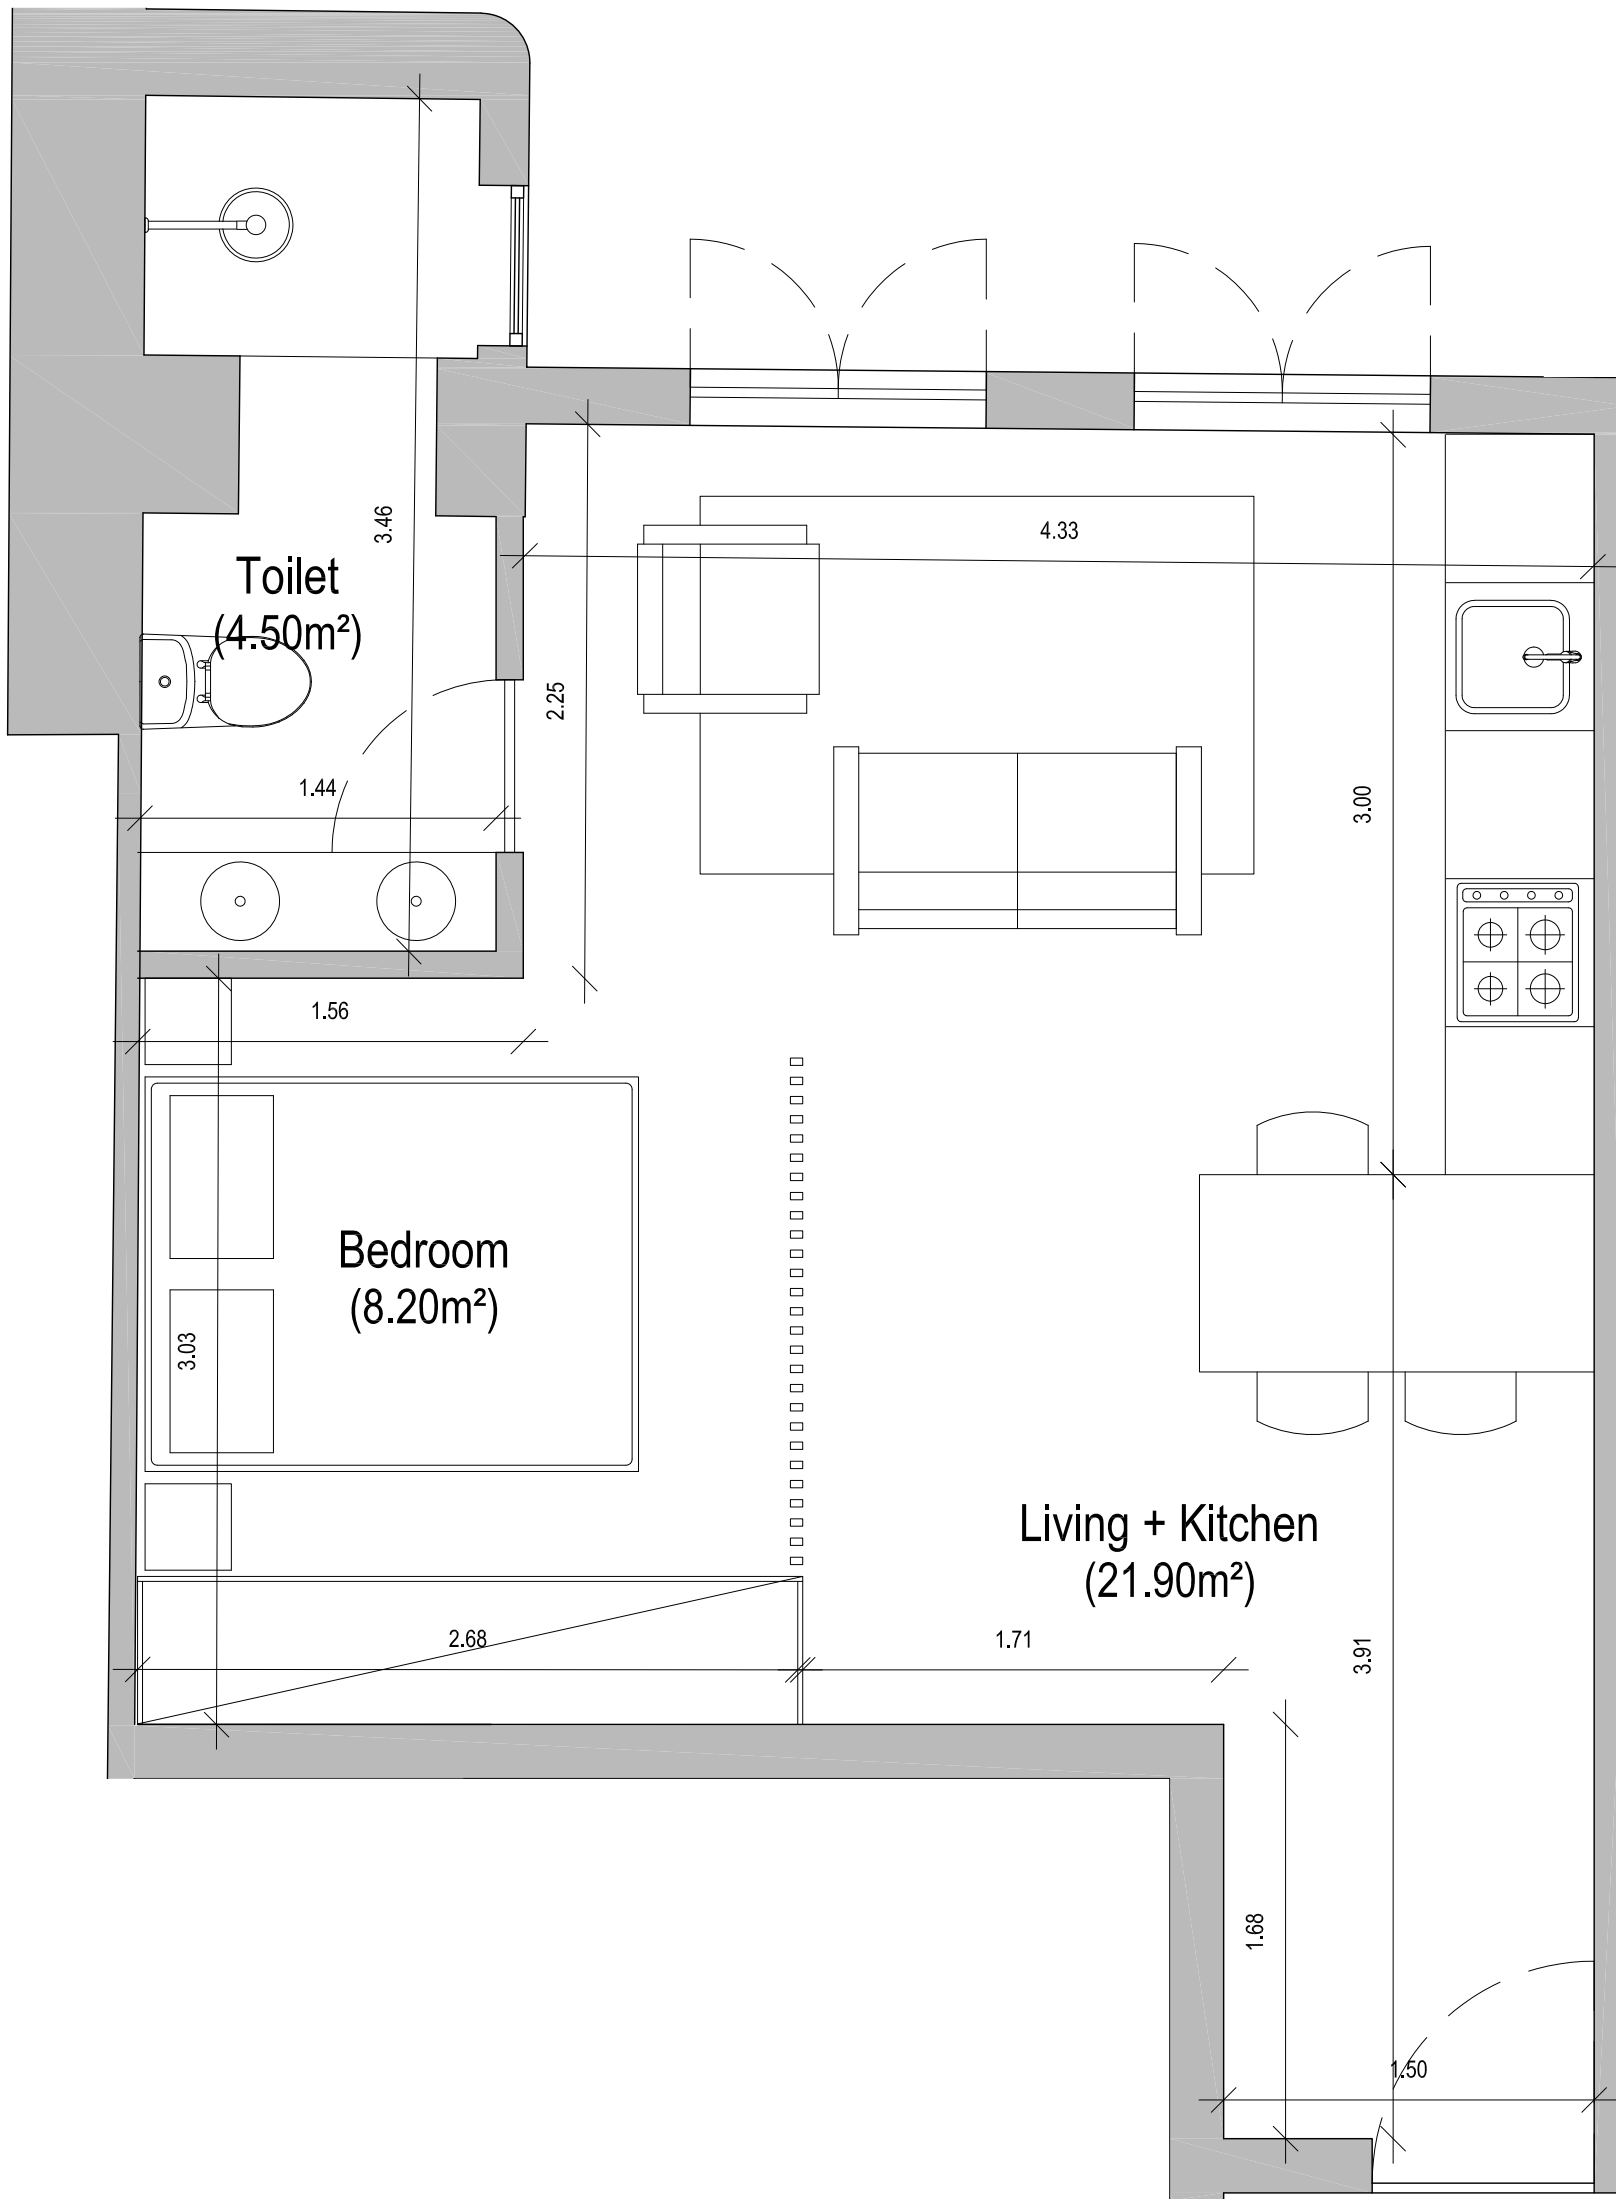 3.46
4.33
Toilet
(4.50m²)
2.25
1.44
3.00
1.56
Bedroom
(8.20m²)
3.03
Living + Kitchen
(21.90m²)
2.68
1.71
3.91
1.68
1.50